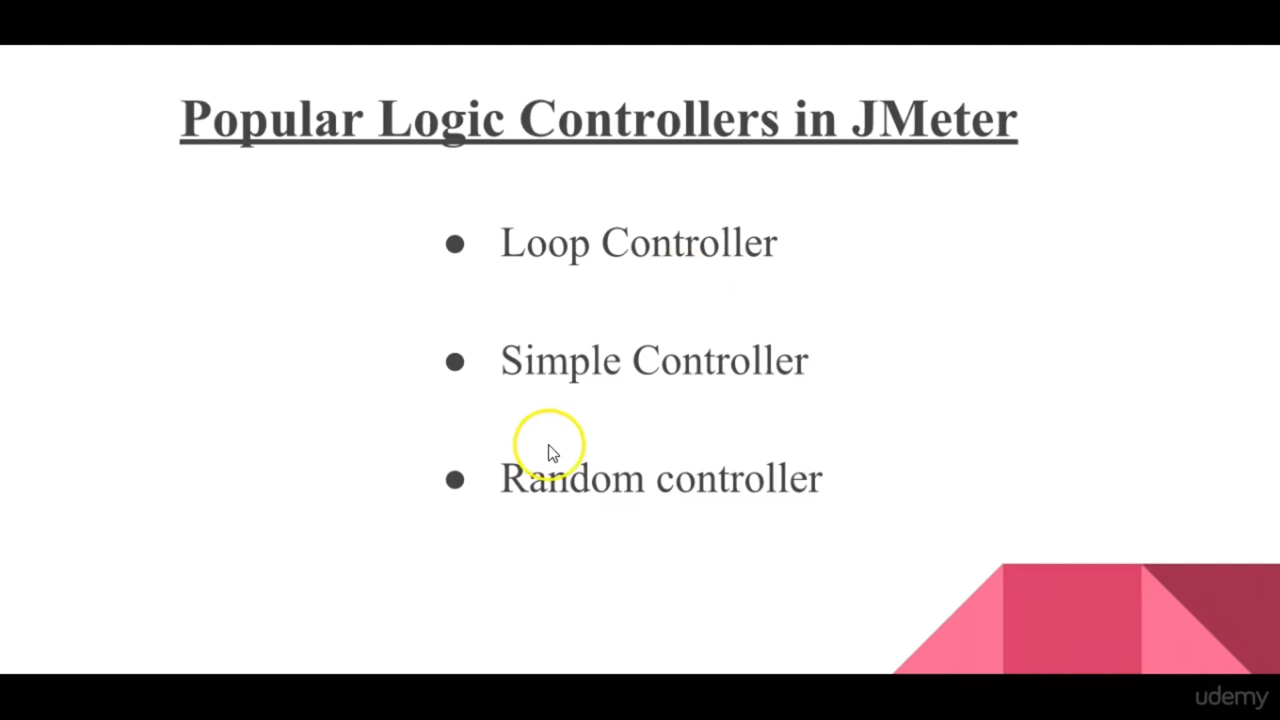 Popular Logic Controllers in JMeter
● Loop Controller
● Simple Controller
● Random controller
udemy